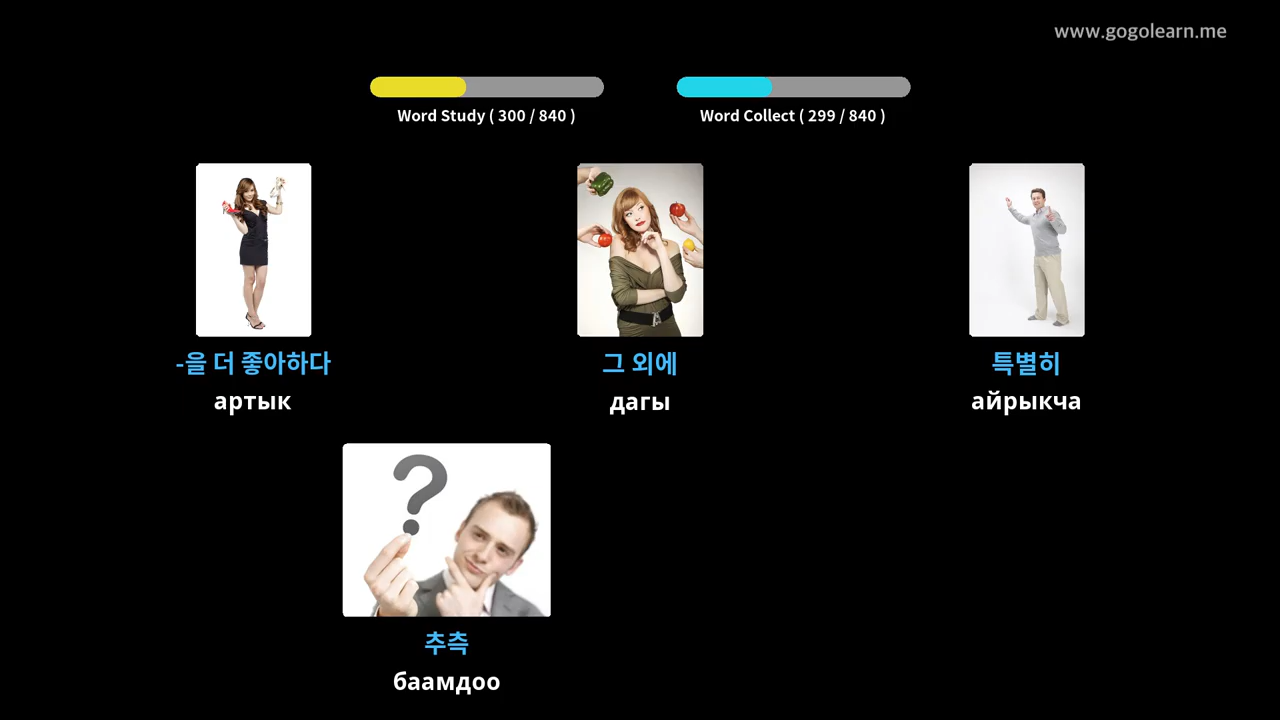 www.gogolearn.me
Word Study ( 300 / 840 )
Word Collect ( 299 / 840 )
-을 더 좋아하다
артык
그 외에
дагы
특별히
айрыкча
?
추측
баамдоо